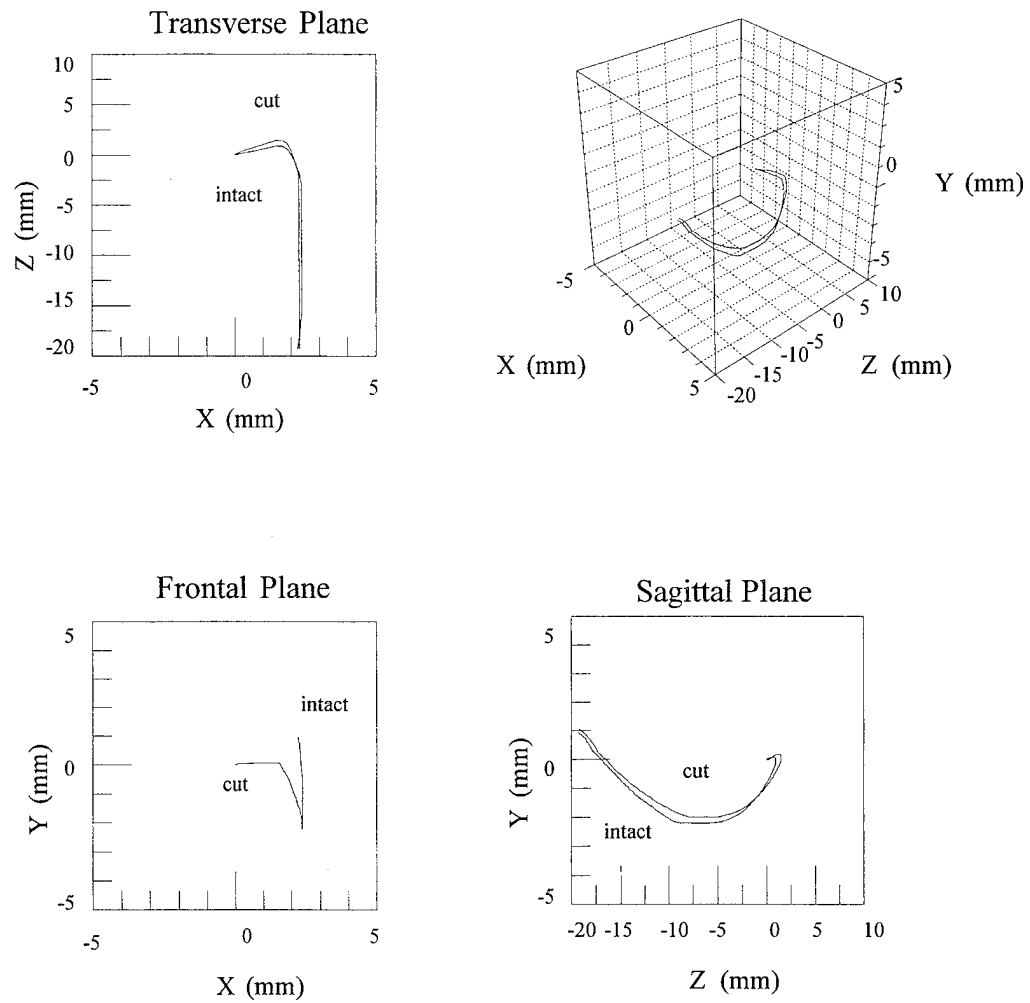 Transverse Plane
10
5
0
-5
-10
-15
-20
Z (mm)
cut
intact
-5
0
5
X (mm)
5
0
-5
Y (mm)
10
5
0
-5
-10
-15
-20
Z (mm)
-5
0
5
X (mm)
Frontal Plane
5
0
-5
Y (mm)
intact
cut
-5
0
5
X (mm)
Sagittal Plane
5
0
-5
Y (mm)
cut
intact
-20 -15 -10 -5 0 5 10
Z (mm)